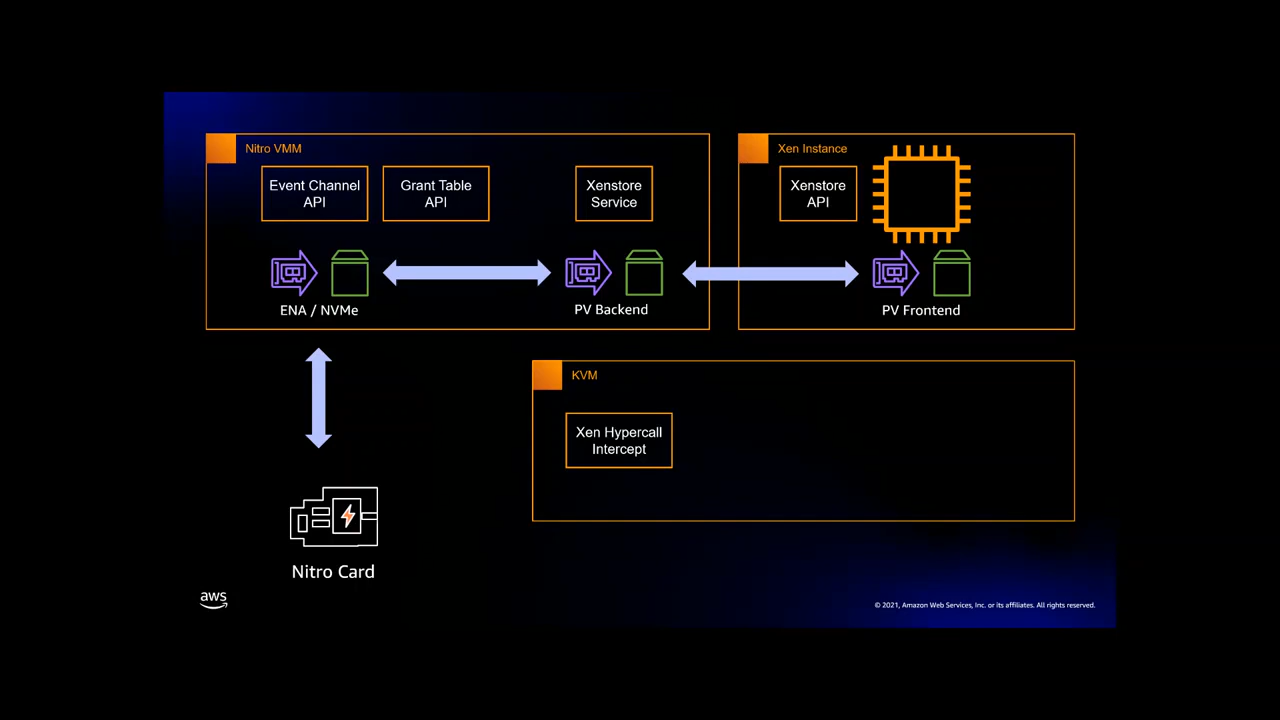 Nitro VMM
Event Channel
API
Grant Table
API
Xenstore
Service
ENA / NVMe
PV Backend
Xen Instance
Xenstore
API
PV Frontend
KVM
Xen Hypercall
Intercept
Nitro Card
aws
© 2021, Amazon Web Services, Inc. or its affiliates. All rights reserved.